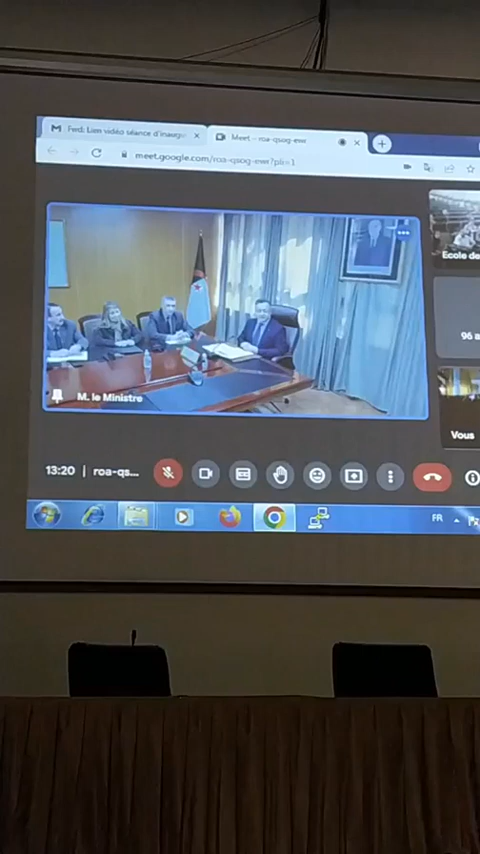 Fwd: Lien vidéo séance d'inaugu
Meet – roa-qsog-ewr
meet.google.com/roa-qsog-ewr?pli=1
Ecole de
96 a
M. le Ministre
Vous
13:20 | roa-qs...
FR